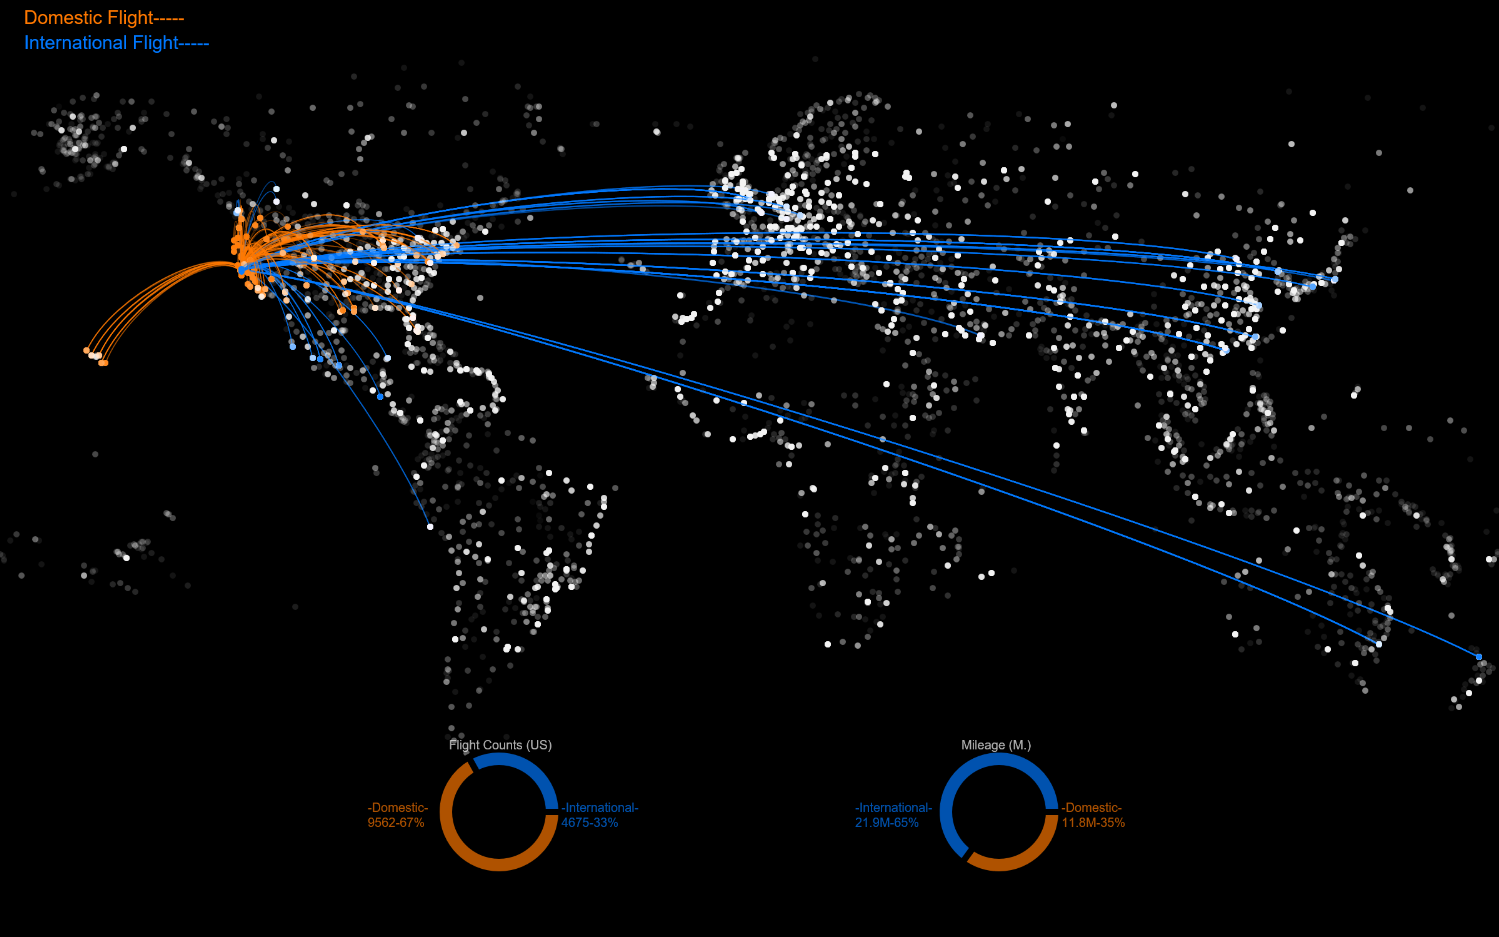 Domestic Flight-----
International Flight-----
Flight Counts (US)
-Domestic-
9562-67%
-International-
4675-33%
Mileage (M.)
-International-
21.9M-65%
-Domestic-
11.8M-35%